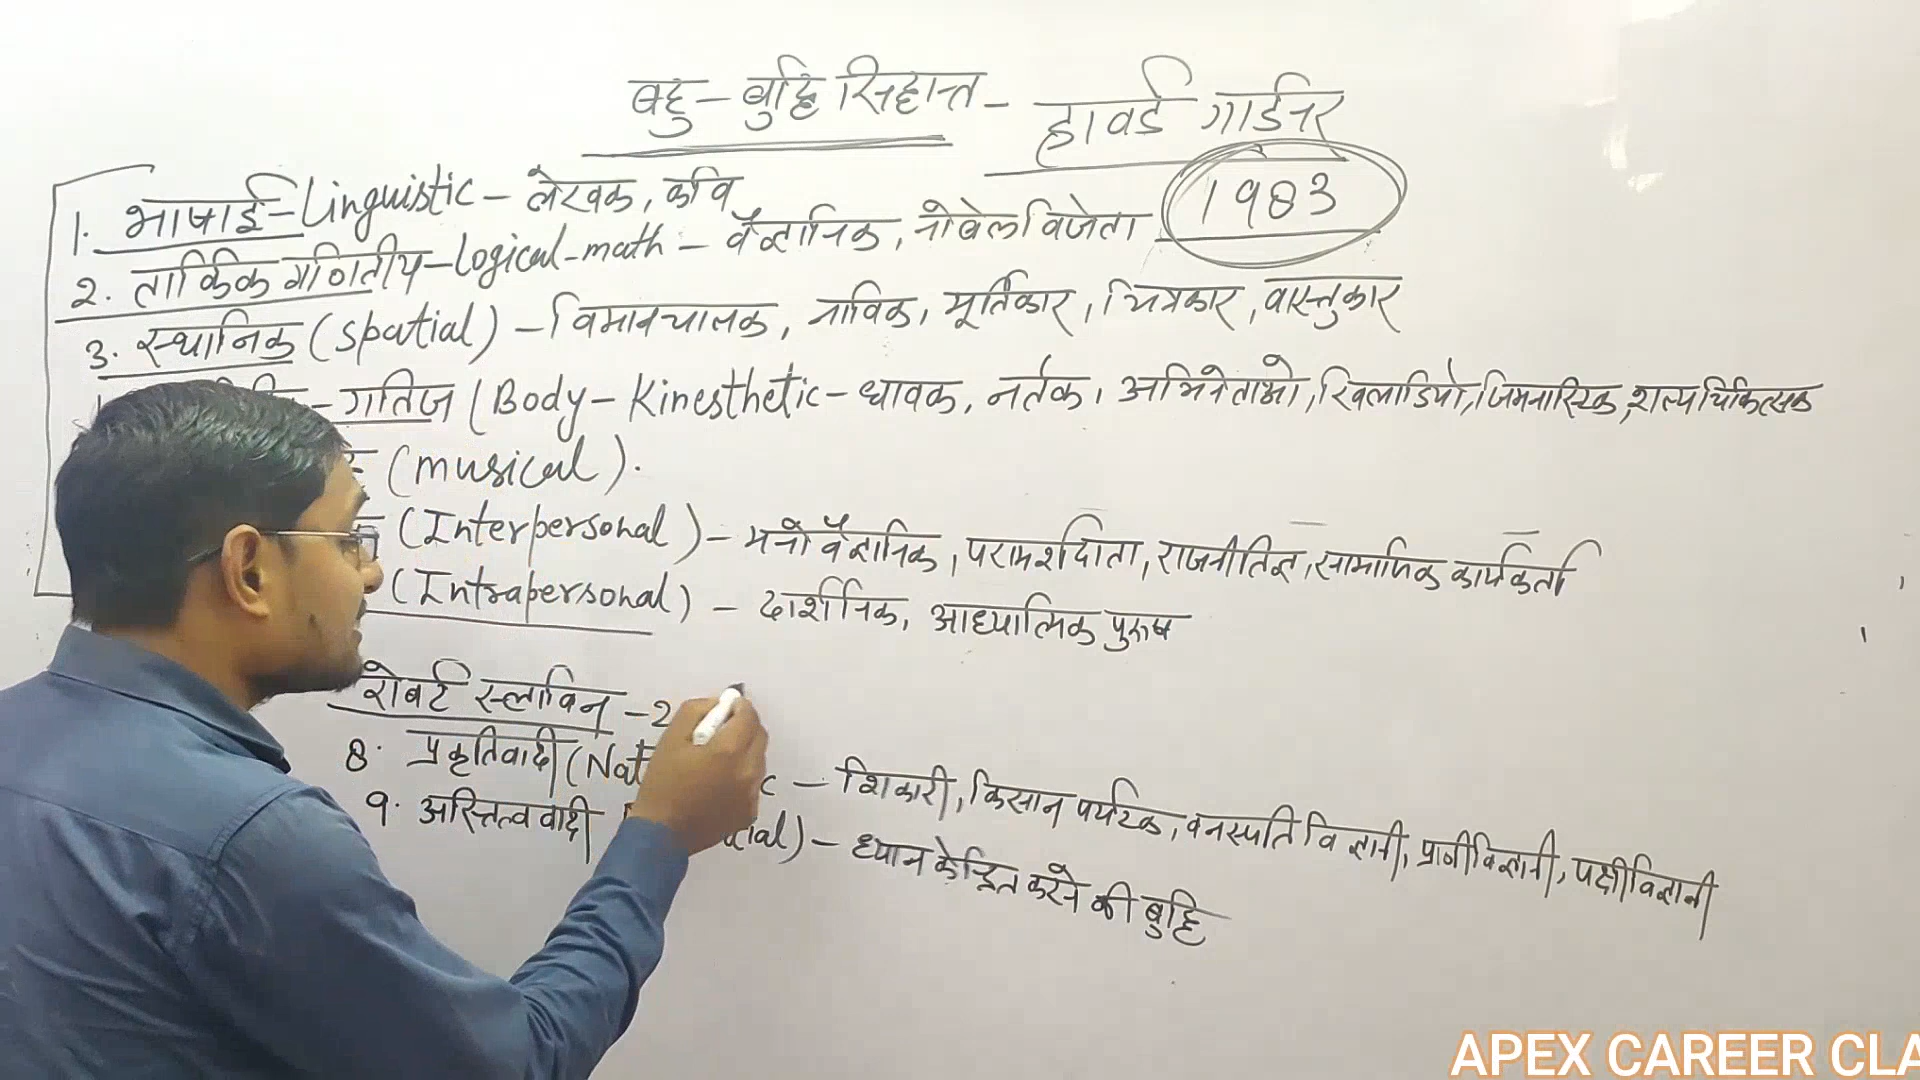 बहु – बुद्धि सिद्धान्त – हावर्ड गार्डनर
1983
1. भाषाई – Linguistic – लेखक, कवि
2. तार्किक गणितीय – Logical-math – वैज्ञानिक, नोबेल विजेता
3. स्थानिक (Spatial) – विमानचालक, नाविक, मूर्तिकार, चित्रकार, वास्तुकार
– गतिज (Body – Kinesthetic – धावक, नर्तक, अभिनेताओ, खिलाडियो, जिमनास्टिक, शल्य चिकित्सक
(musical).
(Interpersonal) – मनोवैज्ञानिक, परामर्शदाता, राजनीतिज्ञ, सामाजिक कार्यकर्ता
(Intrapersonal) – दार्शनिक, आध्यात्मिक पुरुष
रोबर्ट स्लाविन – 2
8. प्रकृतिवादी (Nat c – शिकारी, किसान पर्यटक, वनस्पति विज्ञानी, प्राणीविज्ञानी, पक्षीविज्ञानी
9. अस्तित्ववादी ial) – ध्यान केन्द्रित करने की बुद्धि
APEX CAREER CLA